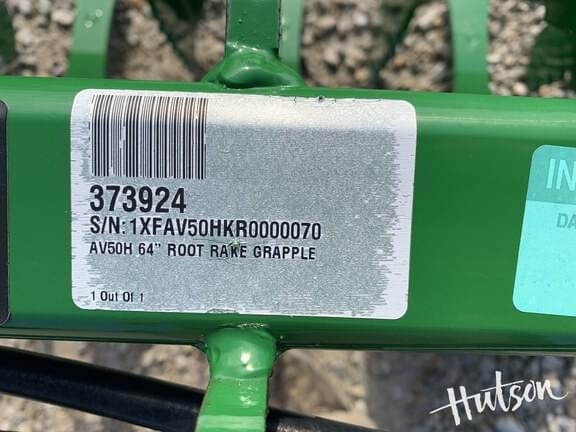 373924
S/N: 1XFAV50HKR0000070
AV50H 64" ROOT RAKE GRAPPLE
1 Out Of 1
IN
DA
Hutson